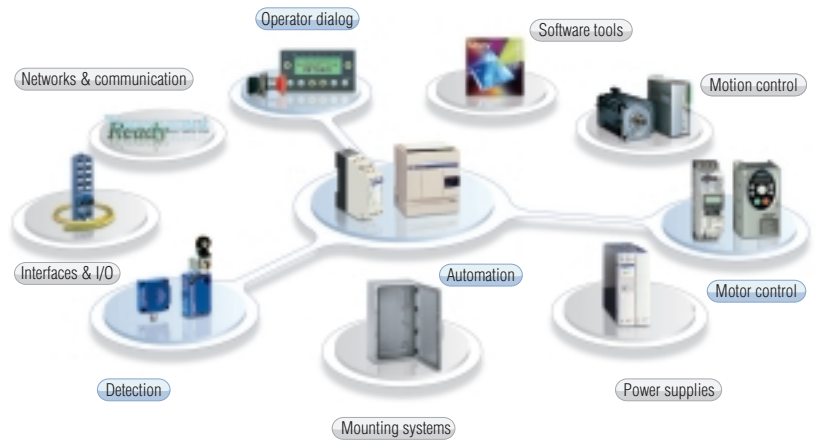 Operator dialog
Software tools
Networks & communication
Motion control
Ready
Interfaces & I/O
Automation
Motor control
Detection
Power supplies
Mounting systems